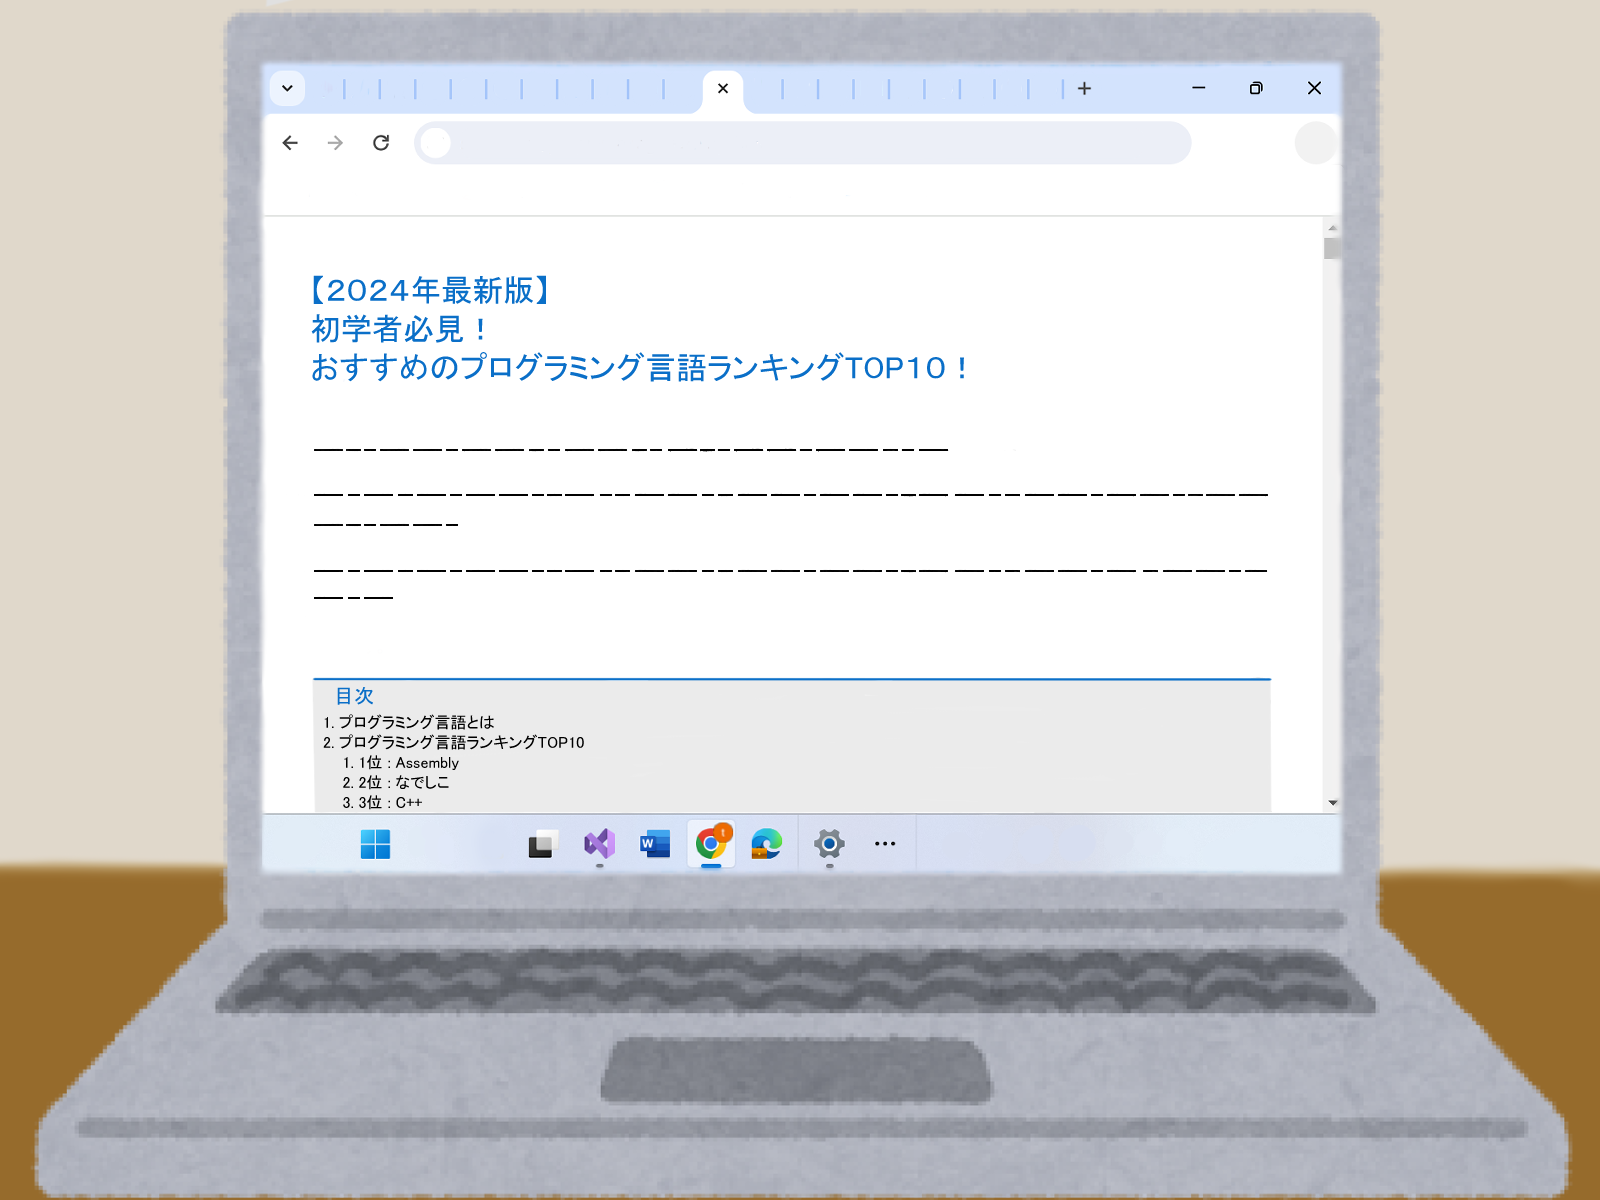 【2024年最新版】
初学者必見！
おすすめのプログラミング言語ランキングTOP10！
目次
1. プログラミング言語とは
2. プログラミング言語ランキングTOP10
1. 1位：Assembly
2. 2位：なでしこ
3. 3位：C++
W
t